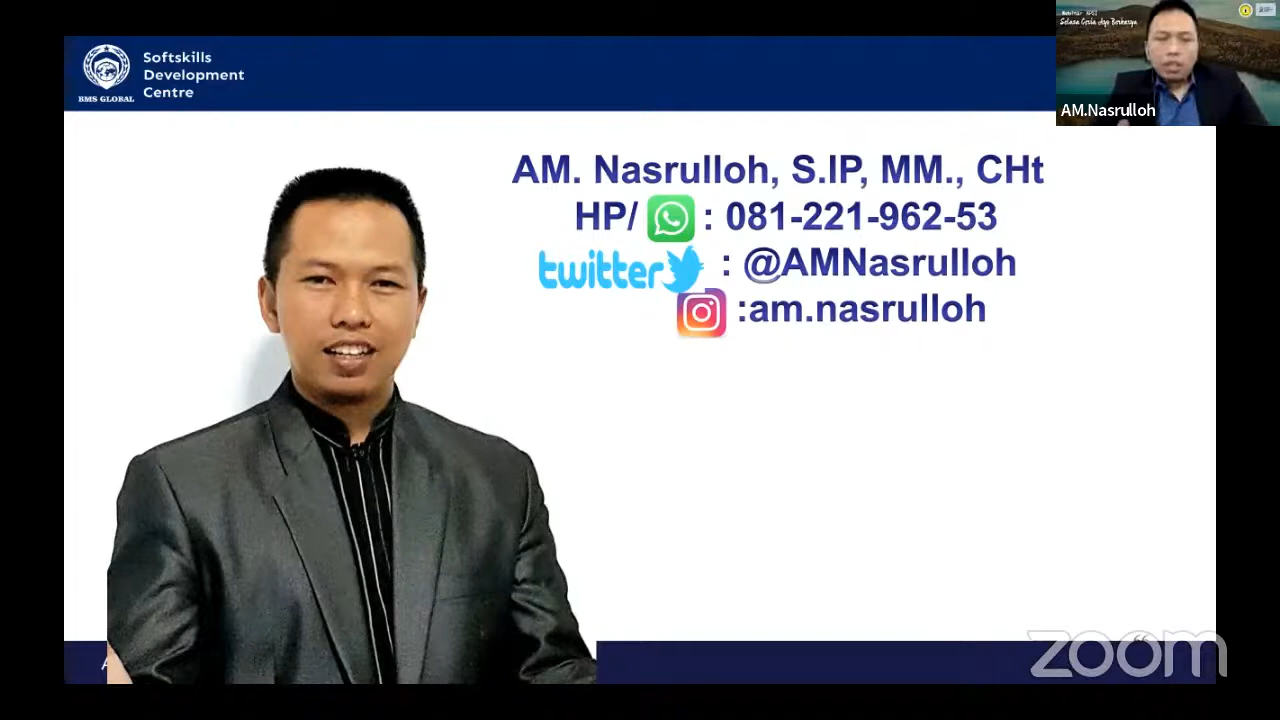 BMS GLOBAL
Softskills
Development
Centre
AM.Nasrulloh
AM. Nasrulloh, S.IP, MM., CHt
HP/ : 081-221-962-53
twitter : @AMNasrulloh
:am.nasrulloh
zoom